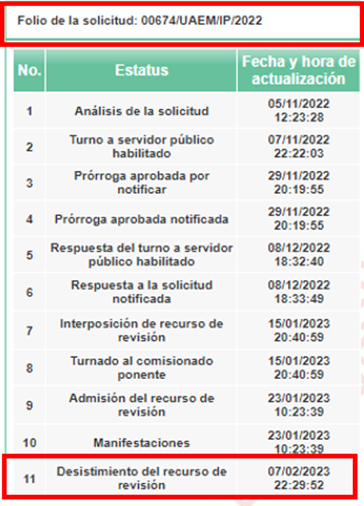 Folio de la solicitud: 00674/UAEM/IP/2022
No. Estatus Fecha y hora de
actualización
1 Análisis de la solicitud 05/11/2022
12:23:28
2 Turno a servidor público
habilitado 07/11/2022
22:22:03
3 Prórroga aprobada por
notificar 29/11/2022
20:19:55
4 Prórroga aprobada notificada 29/11/2022
20:19:55
5 Respuesta del turno a servidor
público habilitado 08/12/2022
18:32:40
6 Respuesta a la solicitud
notificada 08/12/2022
18:33:49
7 Interposición de recurso de
revisión 15/01/2023
20:40:59
8 Turnado al comisionado
ponente 15/01/2023
20:40:59
9 Admisión del recurso de
revisión 23/01/2023
10:23:39
10 Manifestaciones 23/01/2023
10:23:39
11 Desistimiento del recurso de
revisión 07/02/2023
22:29:52